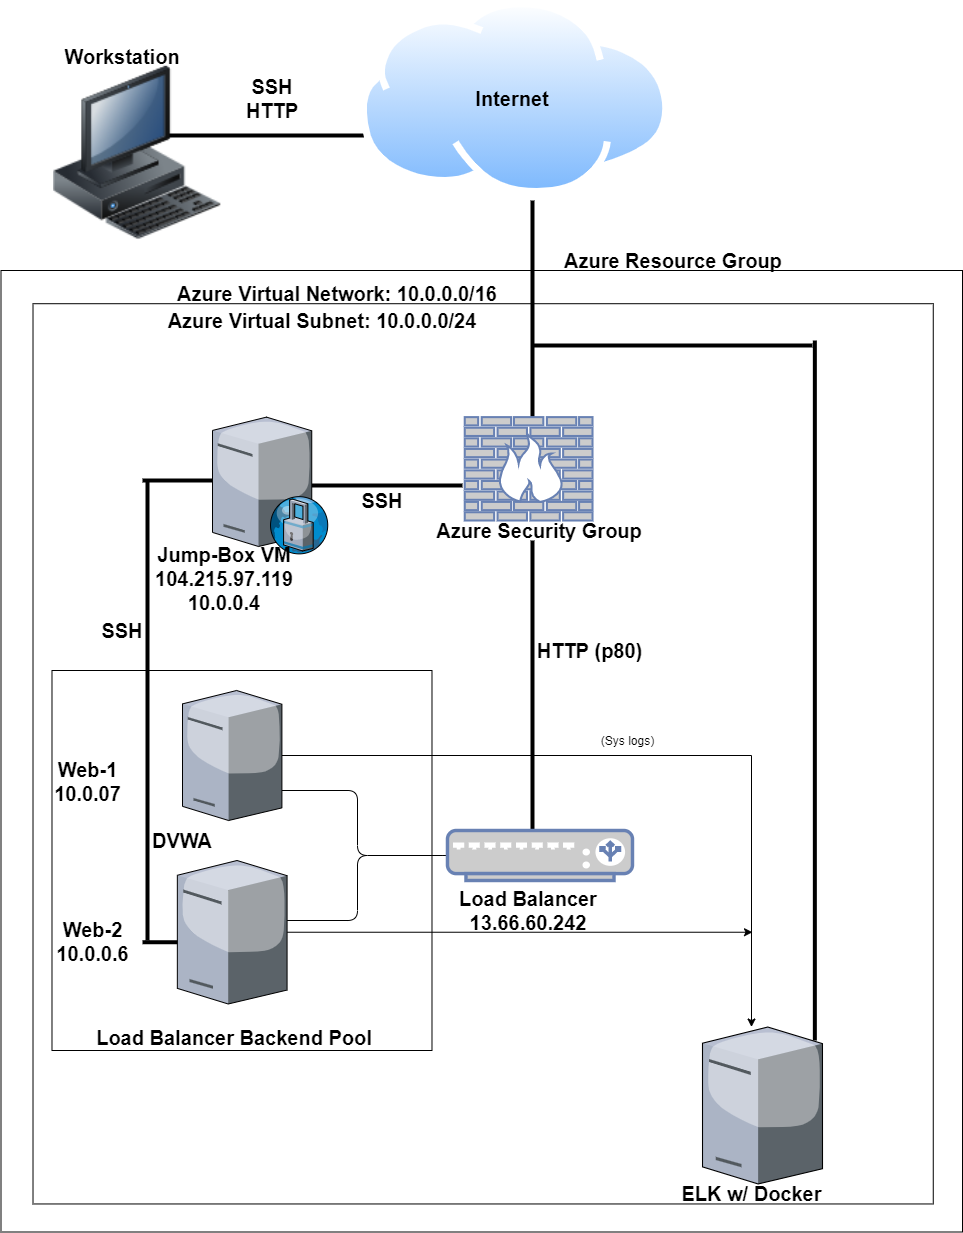 Workstation
SSH
HTTP
Internet
Azure Resource Group
Azure Virtual Network: 10.0.0.0/16
Azure Virtual Subnet: 10.0.0.0/24
SSH
Azure Security Group
Jump-Box VM
104.215.97.119
10.0.0.4
SSH
HTTP (p80)
(Sys logs)
Web-1
10.0.07
DVWA
Load Balancer
13.66.60.242
Web-2
10.0.0.6
Load Balancer Backend Pool
ELK w/ Docker